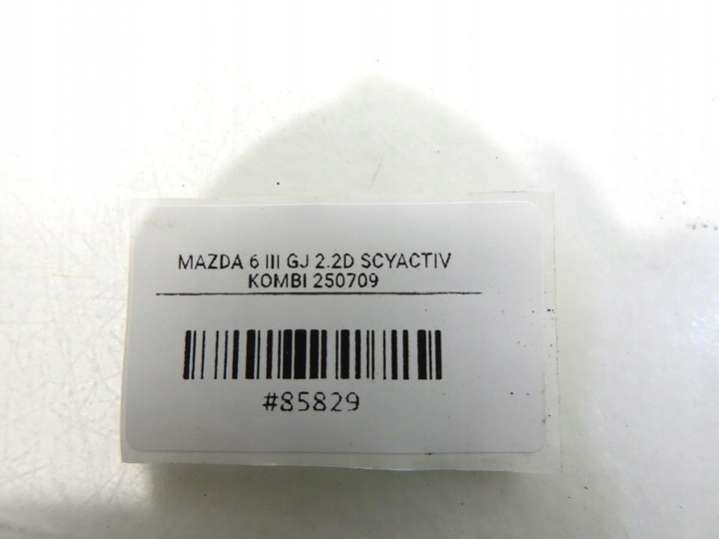 MAZDA 6 III GJ 2.2D SCYACTIV
KOMBI 250709
#85829